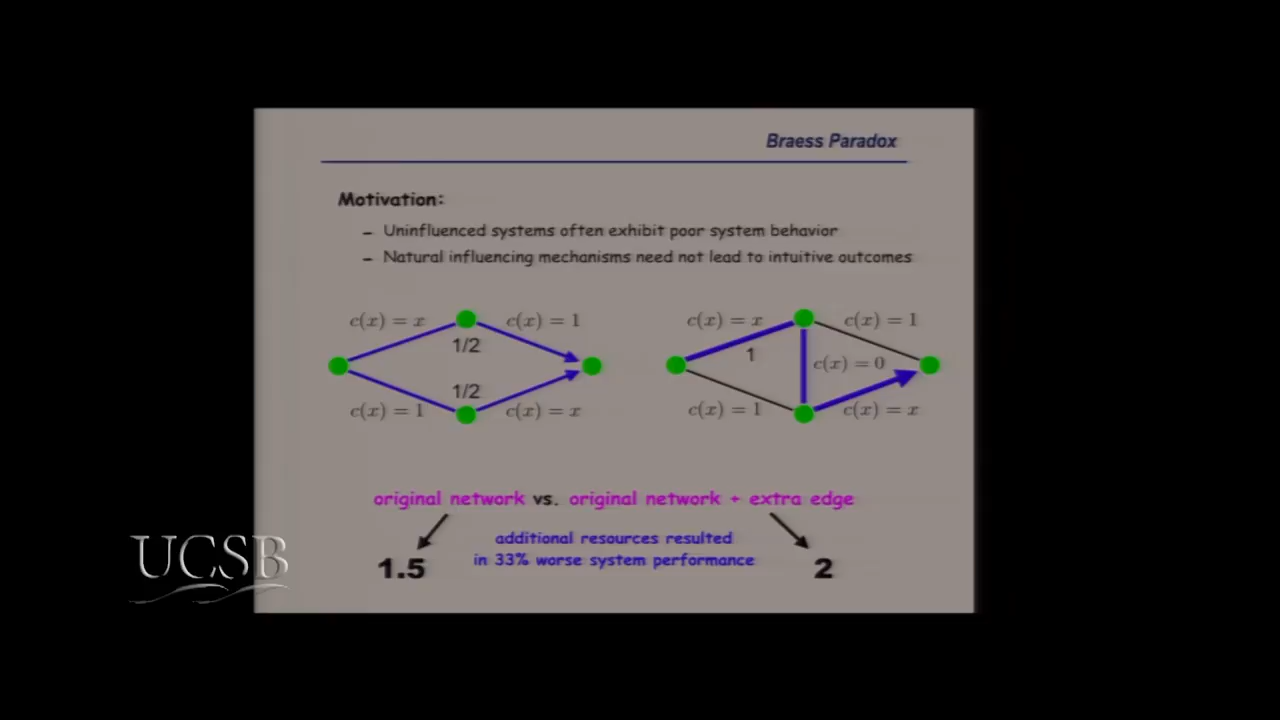 Braess Paradox
Motivation:
– Uninfluenced systems often exhibit poor system behavior
– Natural influencing mechanisms need not lead to intuitive outcomes
c(x) = x
c(x) = 1
1/2
1/2
c(x) = 1
c(x) = x
c(x) = x
c(x) = 1
1
c(x) = 0
c(x) = 1
c(x) = x
original network vs. original network + extra edge
additional resources resulted
in 33% worse system performance
1.5
2
UCSB